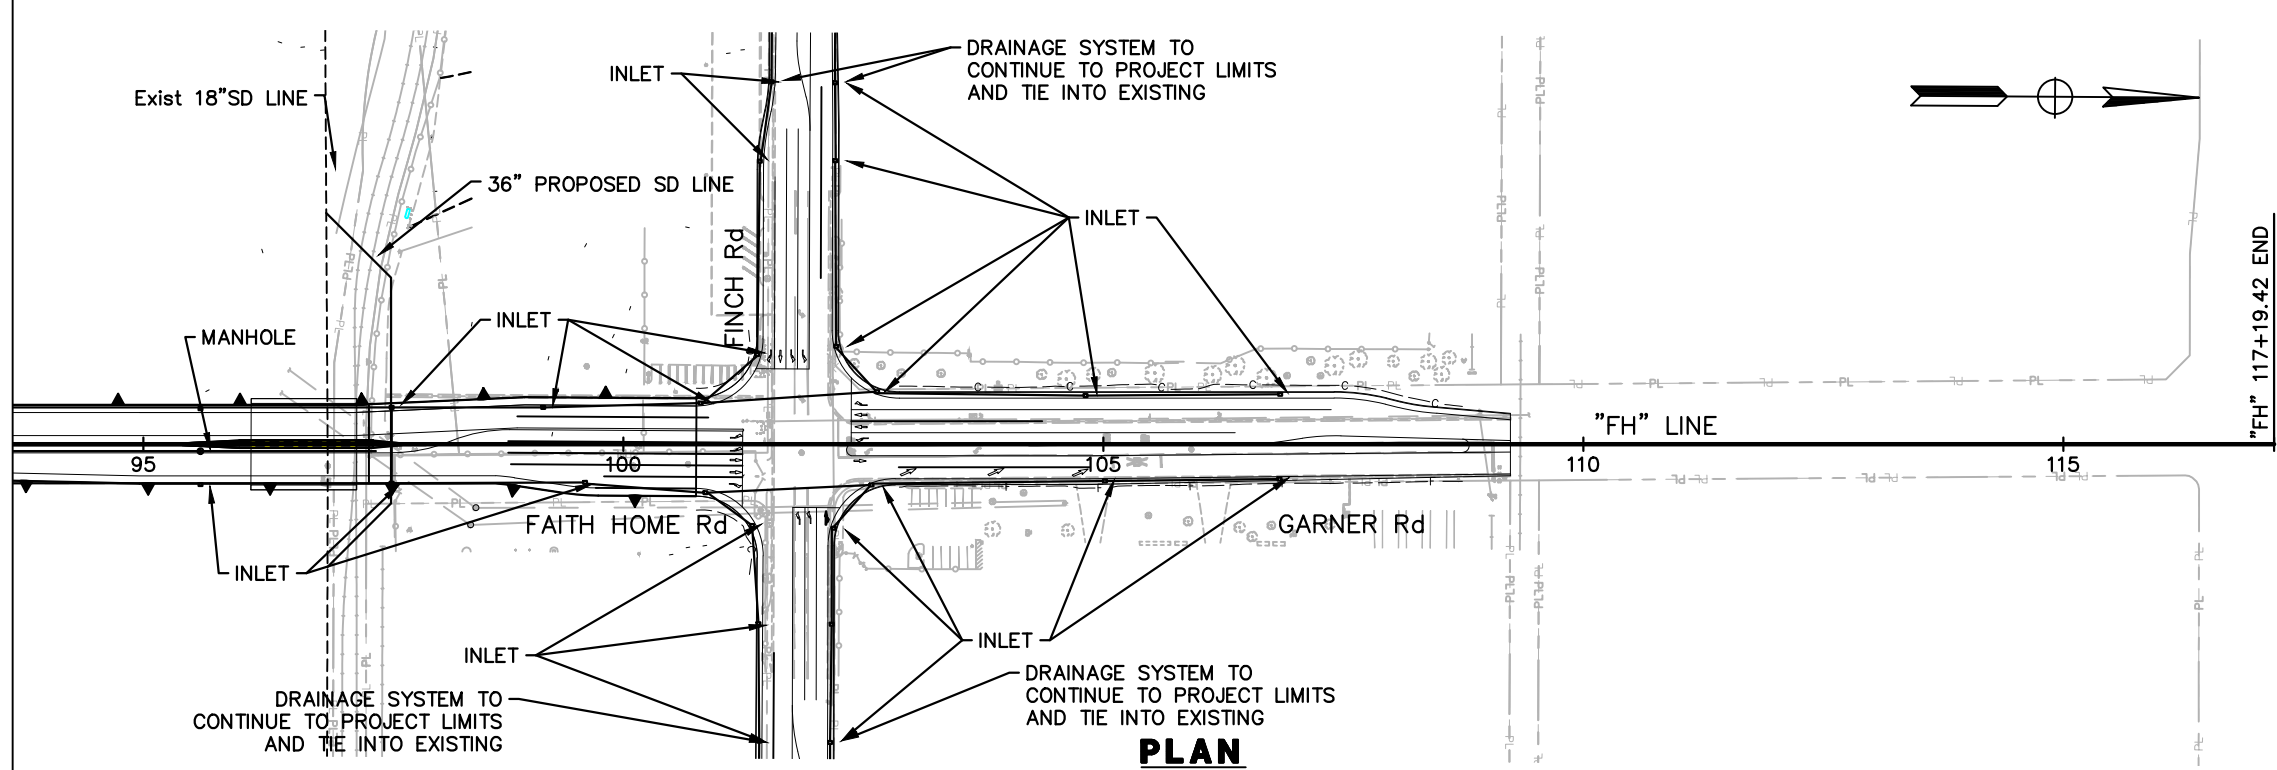 DRAINAGE SYSTEM TO
CONTINUE TO PROJECT LIMITS
AND TIE INTO EXISTING
INLET
Exist 18"SD LINE
36" PROPOSED SD LINE
INLET
FINCH Rd
"FH" 117+19.42 END
INLET
MANHOLE
"FH" LINE
95
100
105
110
115
FAITH HOME Rd
GARNER Rd
INLET
INLET
INLET
DRAINAGE SYSTEM TO
CONTINUE TO PROJECT LIMITS
AND TIE INTO EXISTING
DRAINAGE SYSTEM TO
CONTINUE TO PROJECT LIMITS
AND TIE INTO EXISTING
PLAN